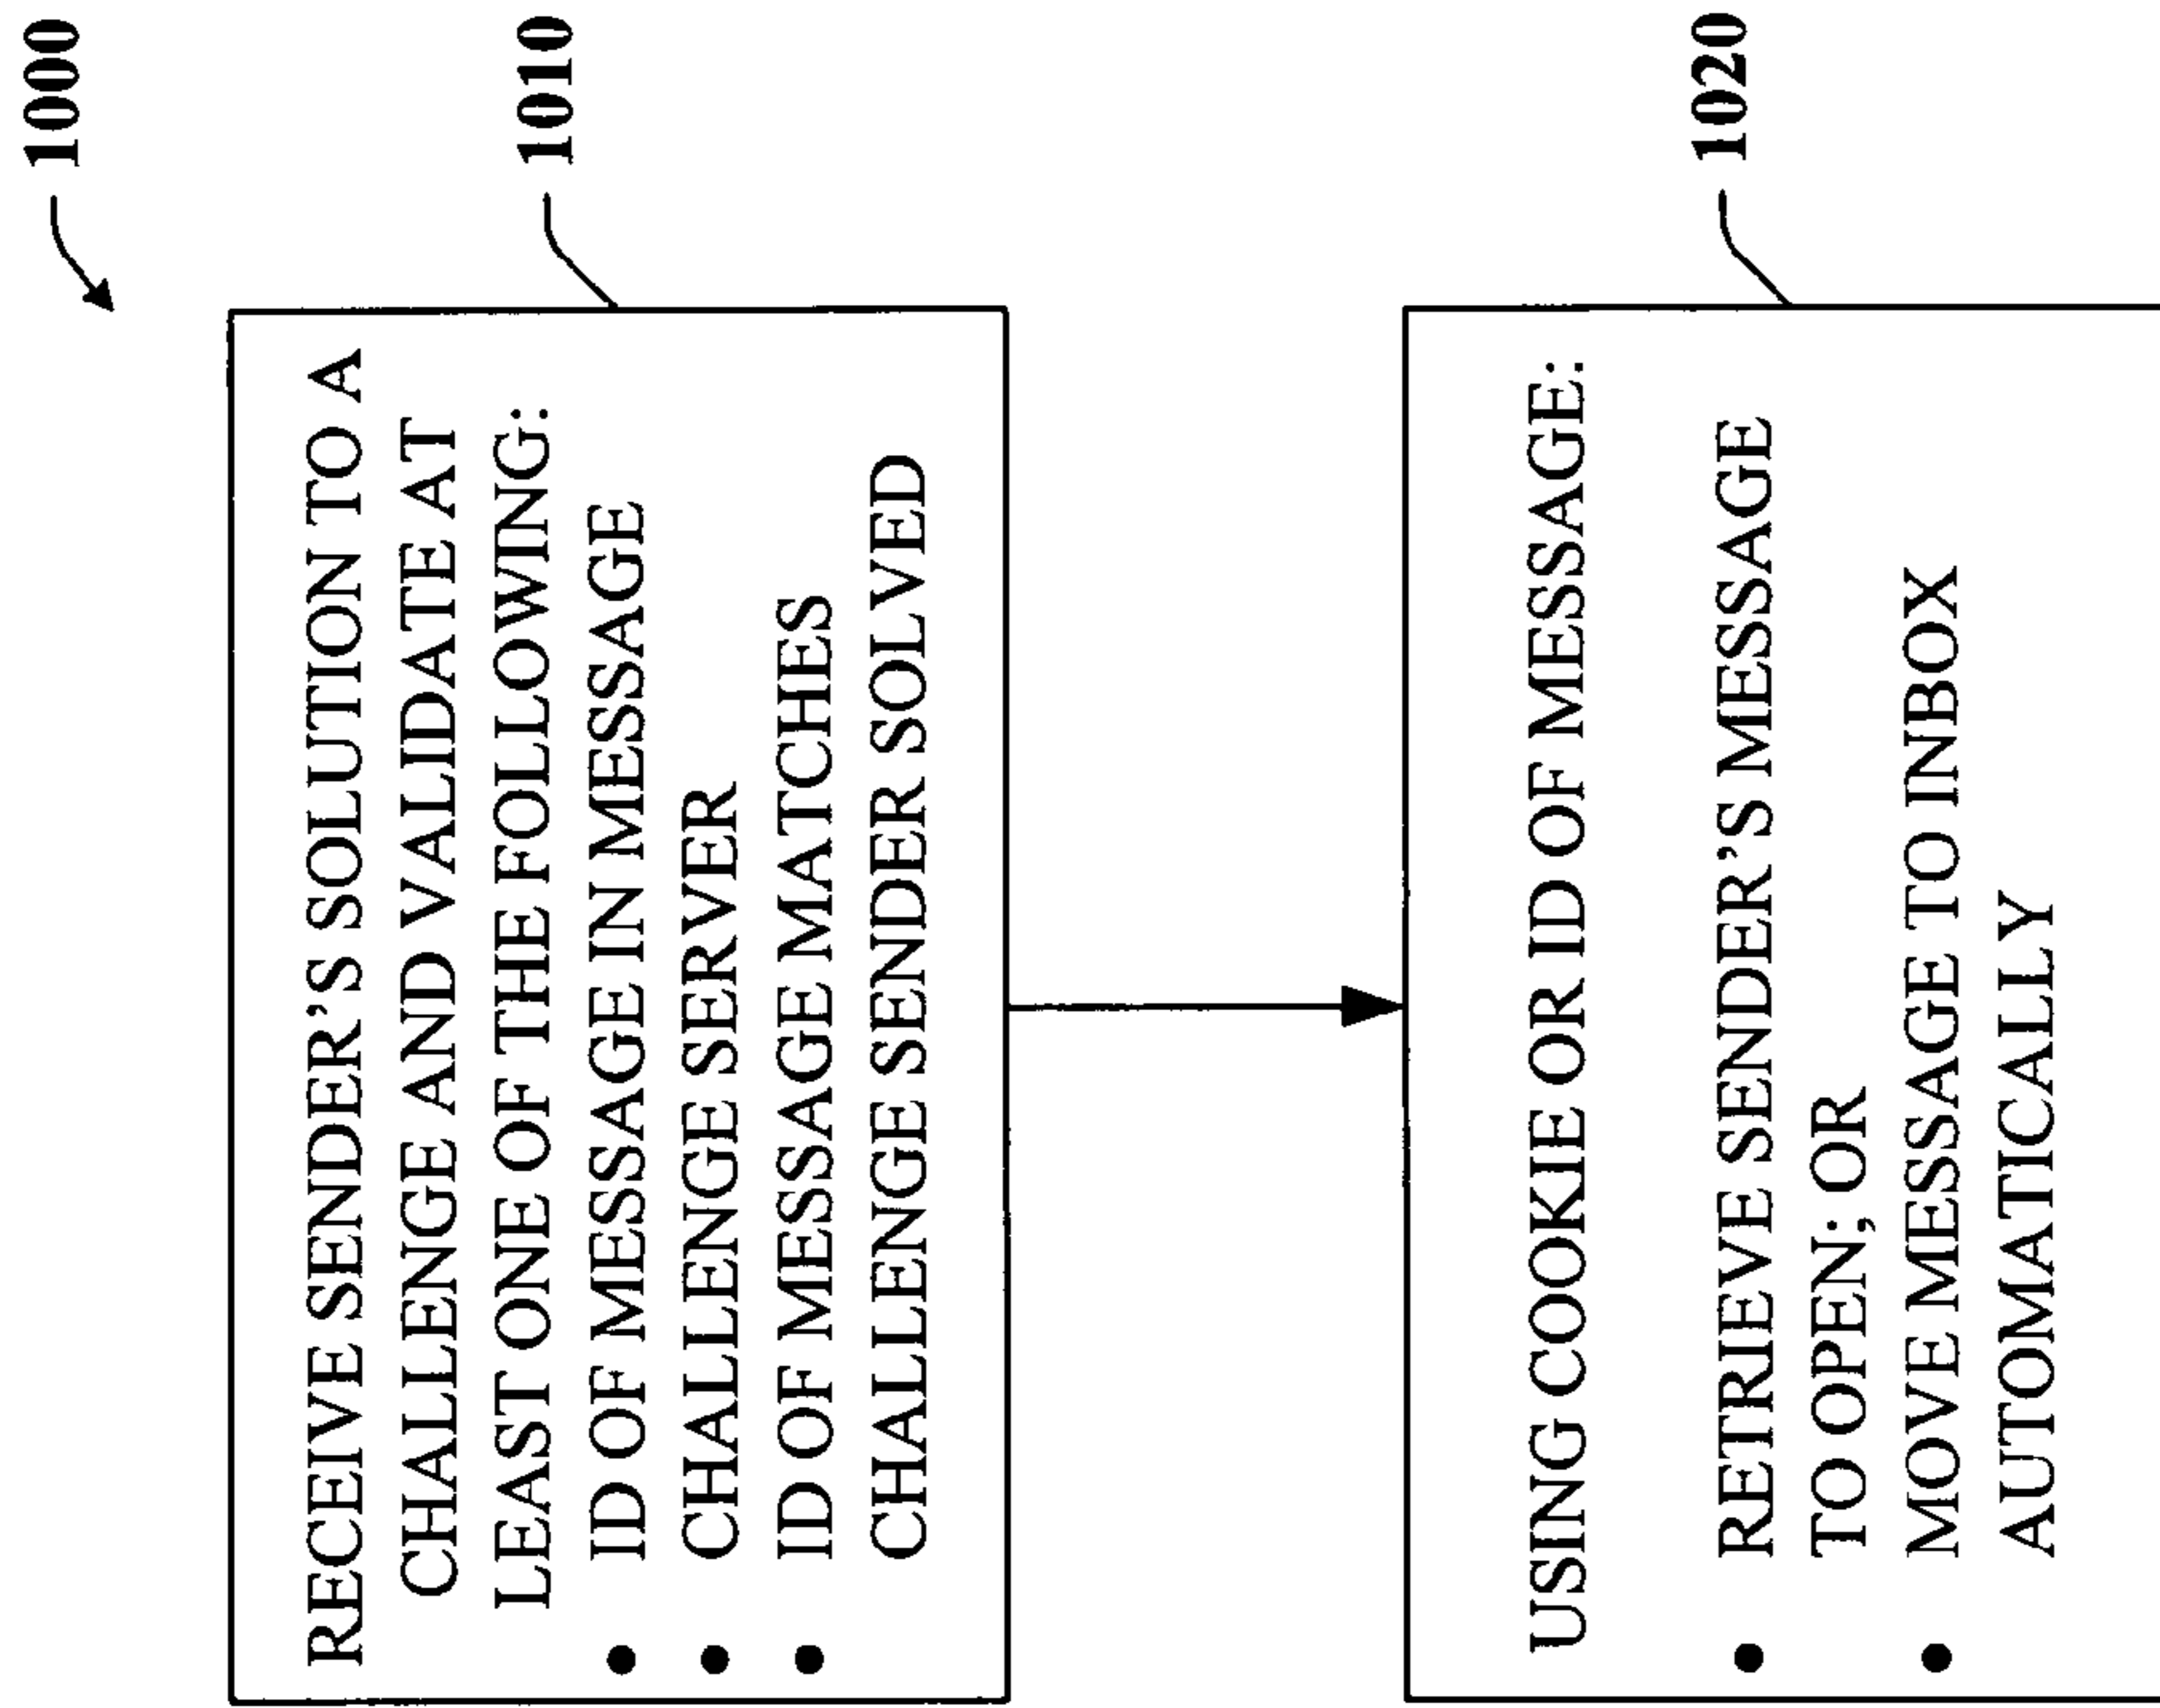 1000
1010
RECEIVE SENDER'S SOLUTION TO A
CHALLENGE AND VALIDATE AT
LEAST ONE OF THE FOLLOWING:
• ID OF MESSAGE IN MESSAGE
• CHALLENGE SERVER
• ID OF MESSAGE MATCHES
CHALLENGE SENDER SOLVED
1020
USING COOKIE OR ID OF MESSAGE:
• RETRIEVE SENDER'S MESSAGE
TO OPEN; OR
• MOVE MESSAGE TO INBOX
AUTOMATICALLY